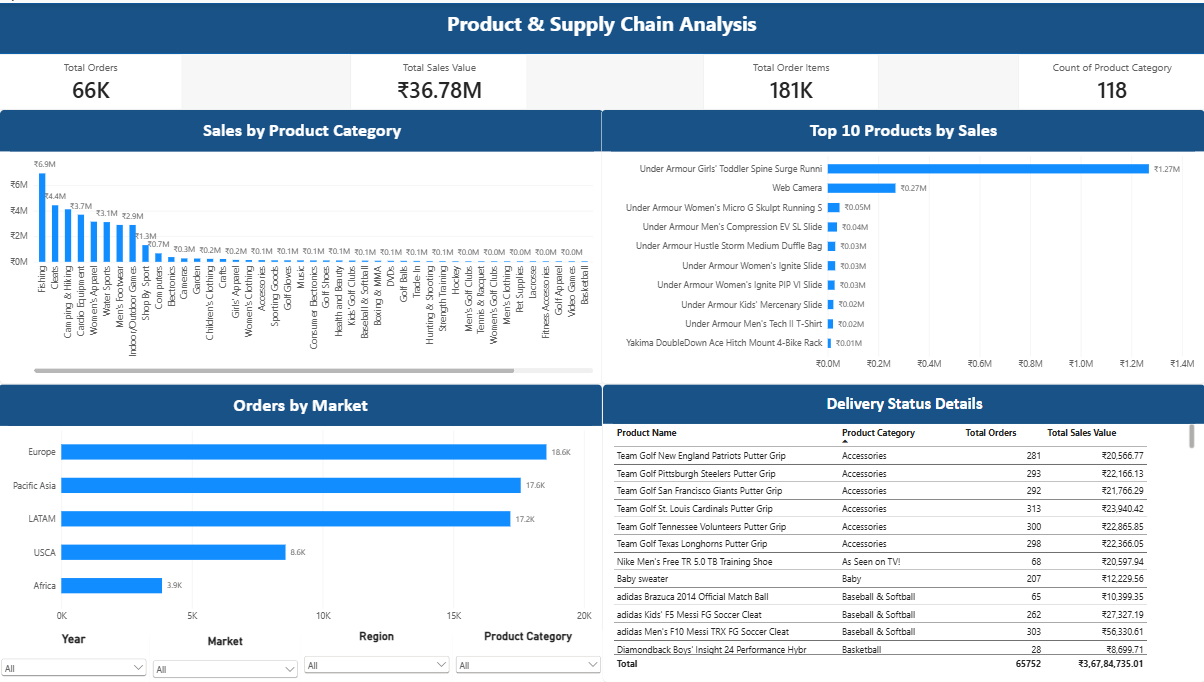 Product & Supply Chain Analysis
Total Orders
66K
Total Sales Value
₹36.78M
Total Order Items
181K
Count of Product Category
118
Sales by Product Category
₹6M
₹4M
₹2M
₹0M
₹6.9M
₹4.4M
₹3.7M
₹3.1M
₹2.9M
₹1.3M
₹0.7M
₹0.3M
₹0.2M
₹0.2M
₹0.1M
₹0.1M
₹0.1M
₹0.1M
₹0.1M
₹0.1M
₹0.1M
₹0.0M
₹0.0M
₹0.0M
₹0.0M
₹0.0M
Fishing
Cleats
Camping & Hiking
Cardio Equipment
Women's Apparel
Water Sports
Men's Footwear
Indoor/Outdoor Games
Shop By Sport
Computers
Electronics
Cameras
Garden
Children's Clothing
Crafts
Girls' Apparel
Women's Clothing
Accessories
Sporting Goods
Golf Gloves
Music
Consumer Electronics
Golf Shoes
Health and Beauty
Kids' Golf Clubs
Baseball & Softball
Boxing & MMA
DVDs
Golf Balls
Trade-In
Hunting & Shooting
Strength Training
Hockey
Men's Golf Clubs
Tennis & Racquet
Women's Golf Clubs
Men's Clothing
Pet Supplies
Lacrosse
Fitness Accessories
Golf Apparel
Video Games
Basketball
Top 10 Products by Sales
Under Armour Girls' Toddler Spine Surge Runni ₹1.27M
Web Camera ₹0.27M
Under Armour Women's Micro G Skulpt Running S ₹0.05M
Under Armour Men's Compression EV SL Slide ₹0.04M
Under Armour Hustle Storm Medium Duffle Bag ₹0.03M
Under Armour Women's Ignite Slide ₹0.03M
Under Armour Women's Ignite PIP VI Slide ₹0.03M
Under Armour Kids' Mercenary Slide ₹0.02M
Under Armour Men's Tech II T-Shirt ₹0.02M
Yakima DoubleDown Ace Hitch Mount 4-Bike Rack ₹0.01M
₹0.0M ₹0.2M ₹0.4M ₹0.6M ₹0.8M ₹1.0M ₹1.2M ₹1.4M
Orders by Market
Europe 18.6K
Pacific Asia 17.6K
LATAM 17.2K
USCA 8.6K
Africa 3.9K
0K 5K 10K 15K 20K
Year Market Region Product Category
All All All All
Delivery Status Details
Product Name Product Category Total Orders Total Sales Value
Team Golf New England Patriots Putter Grip Accessories 281 ₹20,566.77
Team Golf Pittsburgh Steelers Putter Grip Accessories 293 ₹22,166.13
Team Golf San Francisco Giants Putter Grip Accessories 292 ₹21,766.29
Team Golf St. Louis Cardinals Putter Grip Accessories 313 ₹23,940.42
Team Golf Tennessee Volunteers Putter Grip Accessories 300 ₹22,865.85
Team Golf Texas Longhorns Putter Grip Accessories 298 ₹22,366.05
Nike Men's Free TR 5.0 TB Training Shoe As Seen on TV! 68 ₹20,597.94
Baby sweater Baby 207 ₹12,229.56
adidas Brazuca 2014 Official Match Ball Baseball & Softball 65 ₹10,399.35
adidas Kids' F5 Messi FG Soccer Cleat Baseball & Softball 262 ₹27,327.19
adidas Men's F10 Messi TRX FG Soccer Cleat Baseball & Softball 303 ₹56,330.61
Diamondback Boys' Insight 24 Performance Hybr Basketball 28 ₹8,699.71
Total 65752 ₹3,67,84,735.01